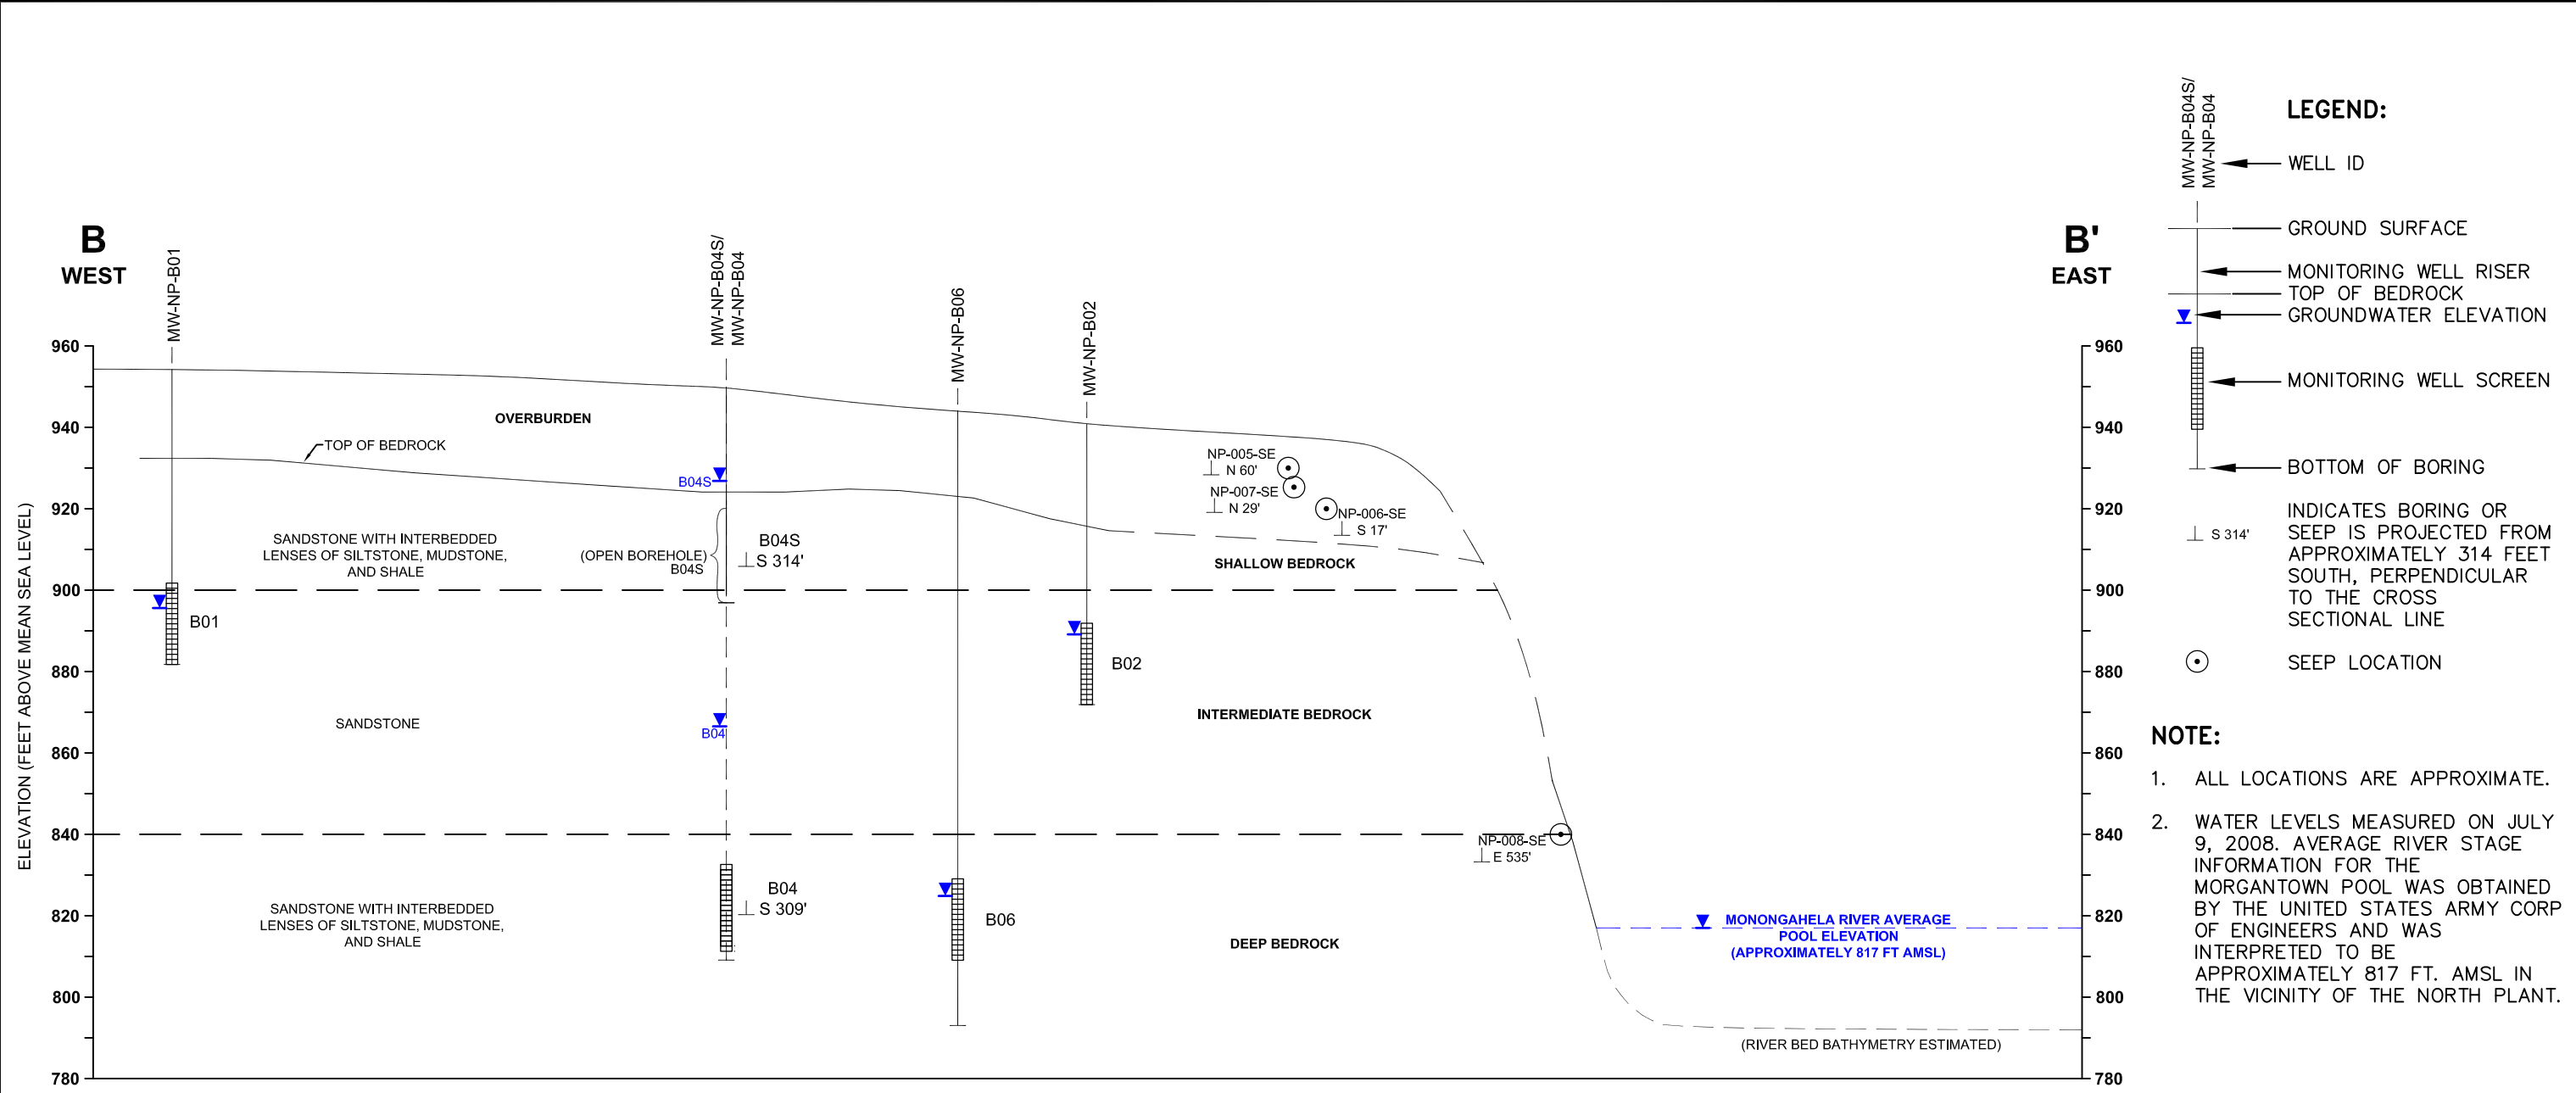 B
WEST
B'
EAST
MW-NP-B01
MW-NP-B04S/
MW-NP-B04
MW-NP-B06
MW-NP-B02
ELEVATION (FEET ABOVE MEAN SEA LEVEL)
960
940
920
900
880
860
840
820
800
780
OVERBURDEN
TOP OF BEDROCK
B04S
SANDSTONE WITH INTERBEDDED
LENSES OF SILTSTONE, MUDSTONE,
AND SHALE
(OPEN BOREHOLE)
B04S
B04S
S 314'
NP-005-SE
N 60'
NP-007-SE
N 29'
NP-006-SE
S 17'
SHALLOW BEDROCK
B01
B02
SANDSTONE
B04
INTERMEDIATE BEDROCK
NP-008-SE
E 535'
SANDSTONE WITH INTERBEDDED
LENSES OF SILTSTONE, MUDSTONE,
AND SHALE
B04
S 309'
B06
DEEP BEDROCK
MONONGAHELA RIVER AVERAGE
POOL ELEVATION
(APPROXIMATELY 817 FT AMSL)
(RIVER BED BATHYMETRY ESTIMATED)
960
940
920
900
880
860
840
820
800
780
MW-NP-B04S/
MW-NP-B04
LEGEND:
WELL ID
GROUND SURFACE
MONITORING WELL RISER
TOP OF BEDROCK
GROUNDWATER ELEVATION
MONITORING WELL SCREEN
BOTTOM OF BORING
S 314'
INDICATES BORING OR
SEEP IS PROJECTED FROM
APPROXIMATELY 314 FEET
SOUTH, PERPENDICULAR
TO THE CROSS
SECTIONAL LINE
SEEP LOCATION
NOTE:
1. ALL LOCATIONS ARE APPROXIMATE.
2. WATER LEVELS MEASURED ON JULY
9, 2008. AVERAGE RIVER STAGE
INFORMATION FOR THE
MORGANTOWN POOL WAS OBTAINED
BY THE UNITED STATES ARMY CORP
OF ENGINEERS AND WAS
INTERPRETED TO BE
APPROXIMATELY 817 FT. AMSL IN
THE VICINITY OF THE NORTH PLANT.